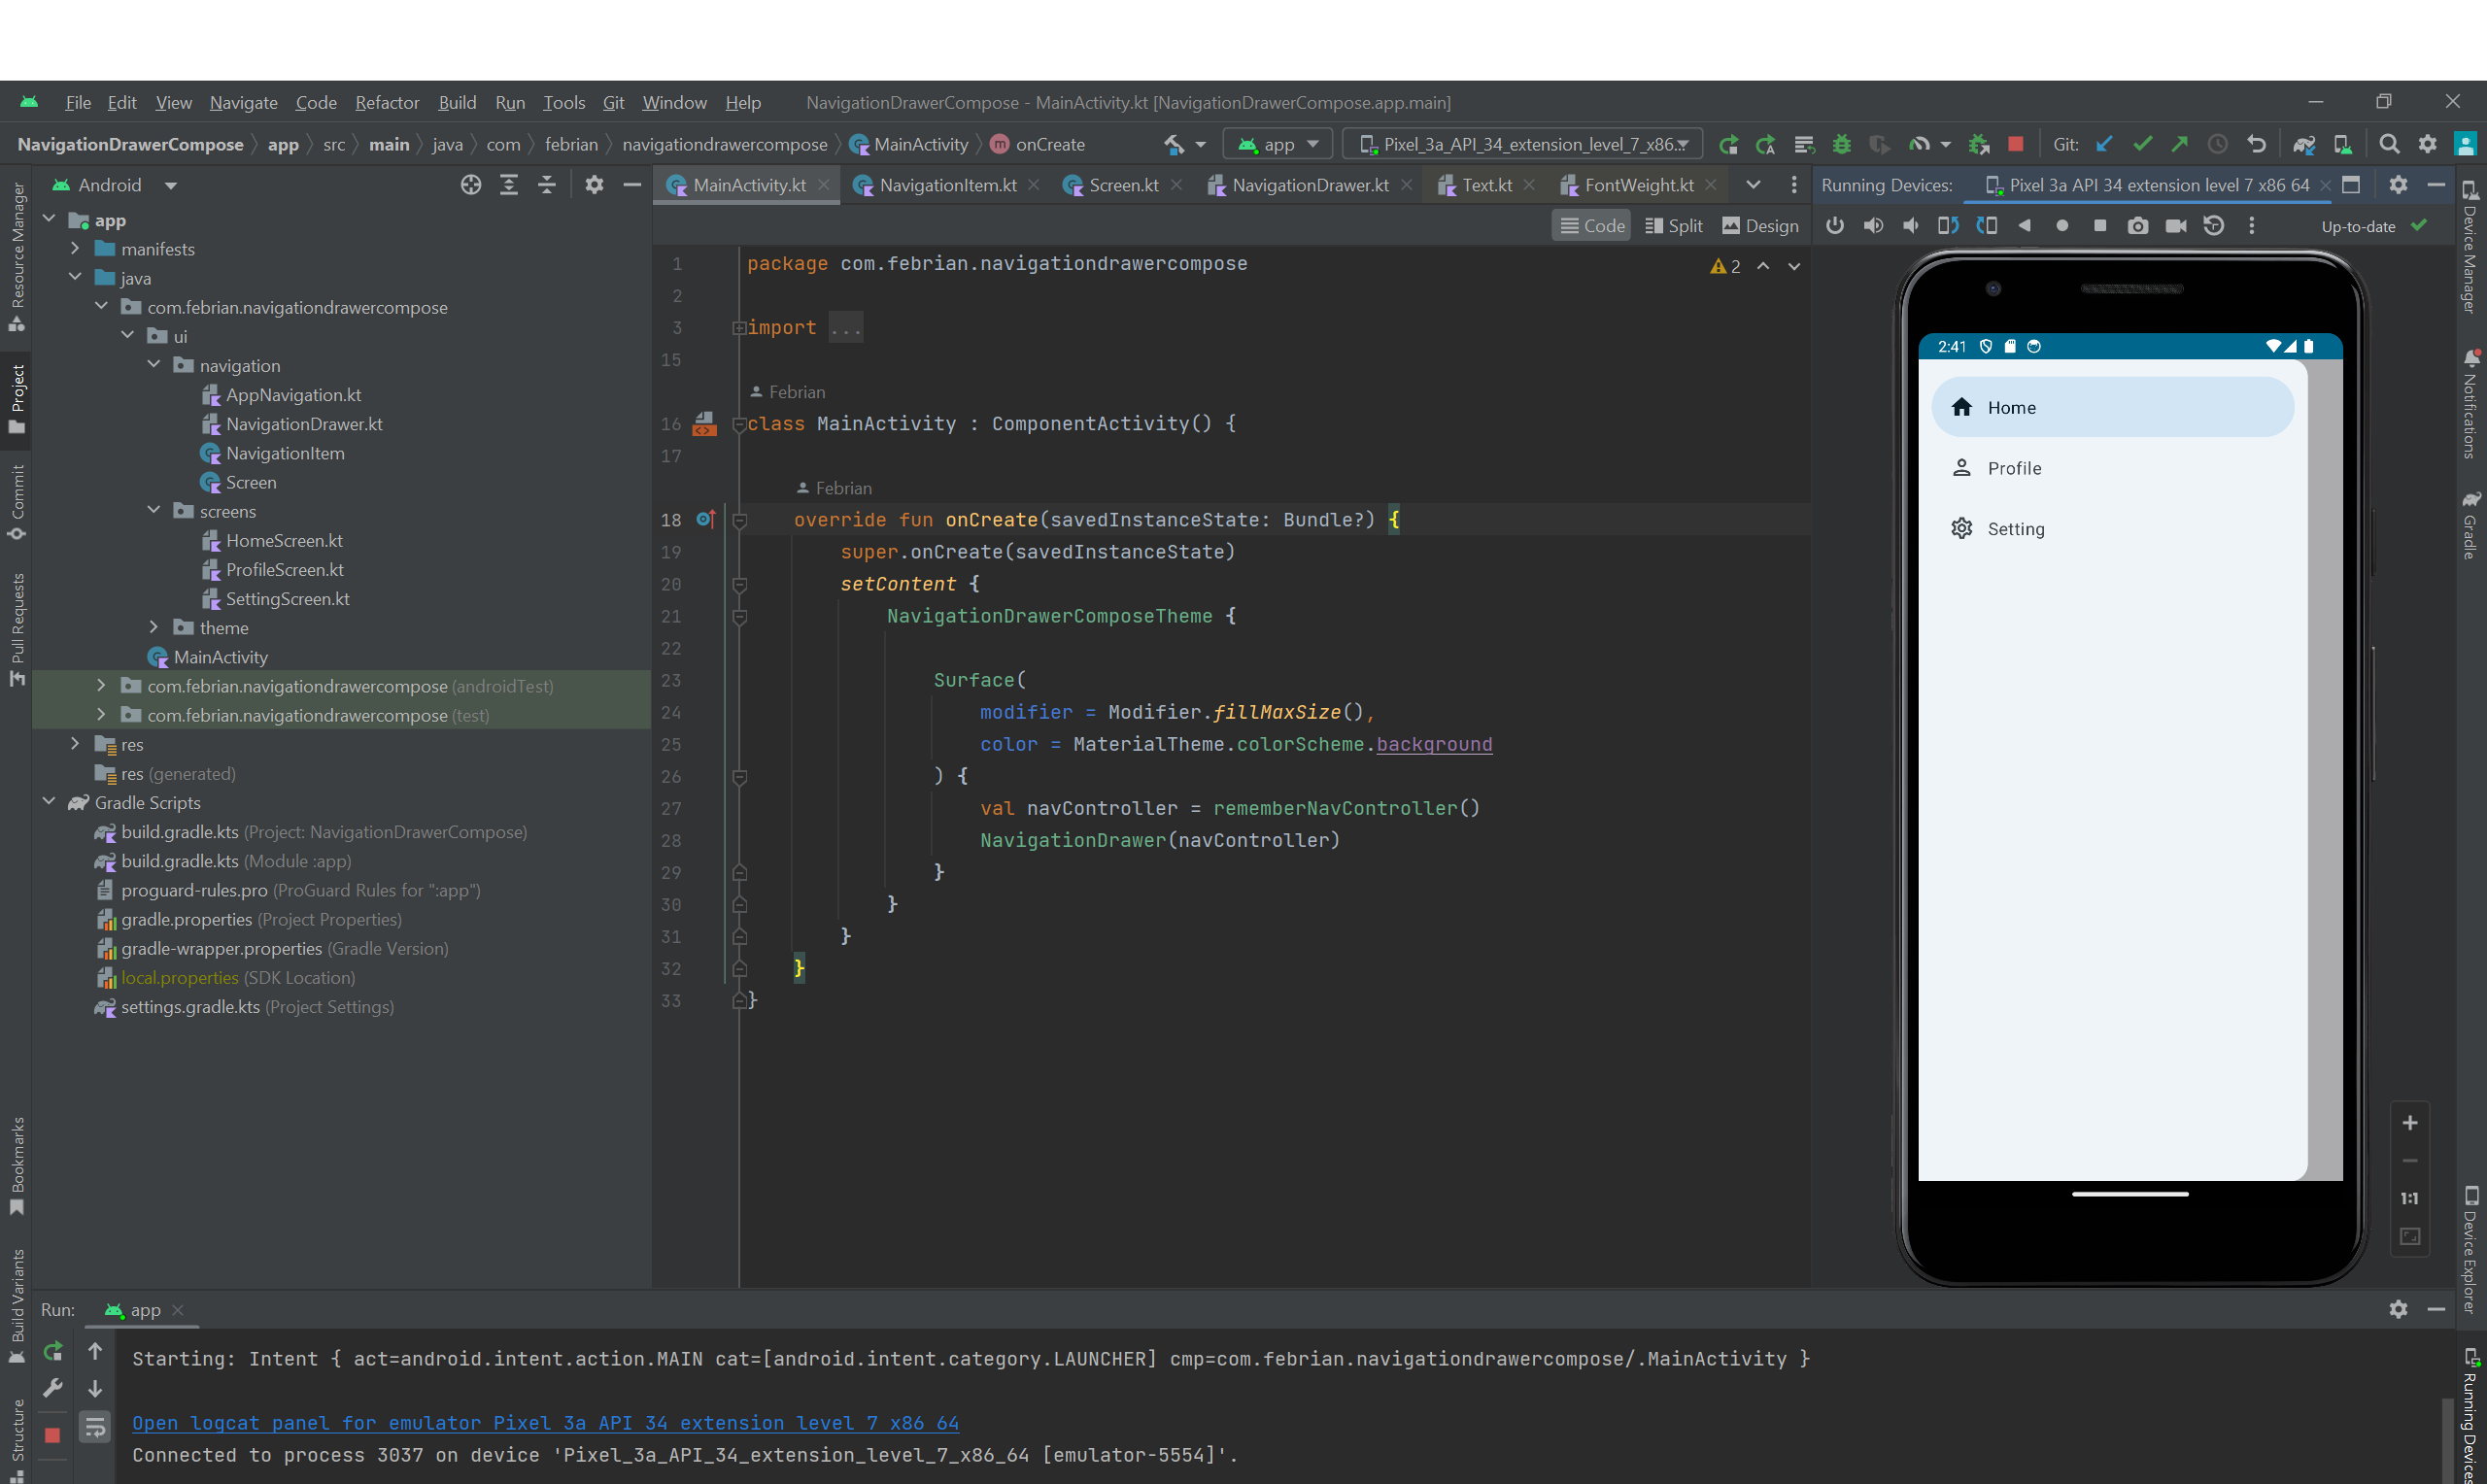 File Edit View Navigate Code Refactor Build Run Tools Git Window Help NavigationDrawerCompose - MainActivity.kt [NavigationDrawerCompose.app.main]
NavigationDrawerCompose app src main java com febrian navigationdrawercompose MainActivity m onCreate app Pixel_3a_API_34_extension_level_7_x86.. Git:
Android
MainActivity.kt NavigationItem.kt Screen.kt NavigationDrawer.kt Text.kt FontWeight.kt
Running Devices: Pixel 3a API 34 extension level 7 x86 64
Code Split Design
Up-to-date
Resource Manager
Project
Commit
Pull Requests
Bookmarks
Build Variants
Structure
app
manifests
java
com.febrian.navigationdrawercompose
ui
navigation
AppNavigation.kt
NavigationDrawer.kt
NavigationItem
Screen
screens
HomeScreen.kt
ProfileScreen.kt
SettingScreen.kt
theme
MainActivity
com.febrian.navigationdrawercompose (androidTest)
com.febrian.navigationdrawercompose (test)
res
res (generated)
Gradle Scripts
build.gradle.kts (Project: NavigationDrawerCompose)
build.gradle.kts (Module :app)
proguard-rules.pro (ProGuard Rules for ":app")
gradle.properties (Project Properties)
gradle-wrapper.properties (Gradle Version)
local.properties (SDK Location)
settings.gradle.kts (Project Settings)
1 package com.febrian.navigationdrawercompose
2
2
3 import ...
15
Febrian
16 class MainActivity : ComponentActivity() {
17
Febrian
18 override fun onCreate(savedInstanceState: Bundle?) {
19 super.onCreate(savedInstanceState)
20 setContent {
21 NavigationDrawerComposeTheme {
22
23 Surface(
24 modifier = Modifier.fillMaxSize(),
25 color = MaterialTheme.colorScheme.background
26 ) {
27 val navController = rememberNavController()
28 NavigationDrawer(navController)
29 }
30 }
31 }
32 }
33 }
2:41
Home
Profile
Setting
1:1
Device Manager
Notifications
Gradle
Device Explorer
Running Devices
Run: app
Starting: Intent { act=android.intent.action.MAIN cat=[android.intent.category.LAUNCHER] cmp=com.febrian.navigationdrawercompose/.MainActivity }
Open logcat panel for emulator Pixel 3a API 34 extension level 7 x86 64
Connected to process 3037 on device 'Pixel_3a_API_34_extension_level_7_x86_64 [emulator-5554]'.